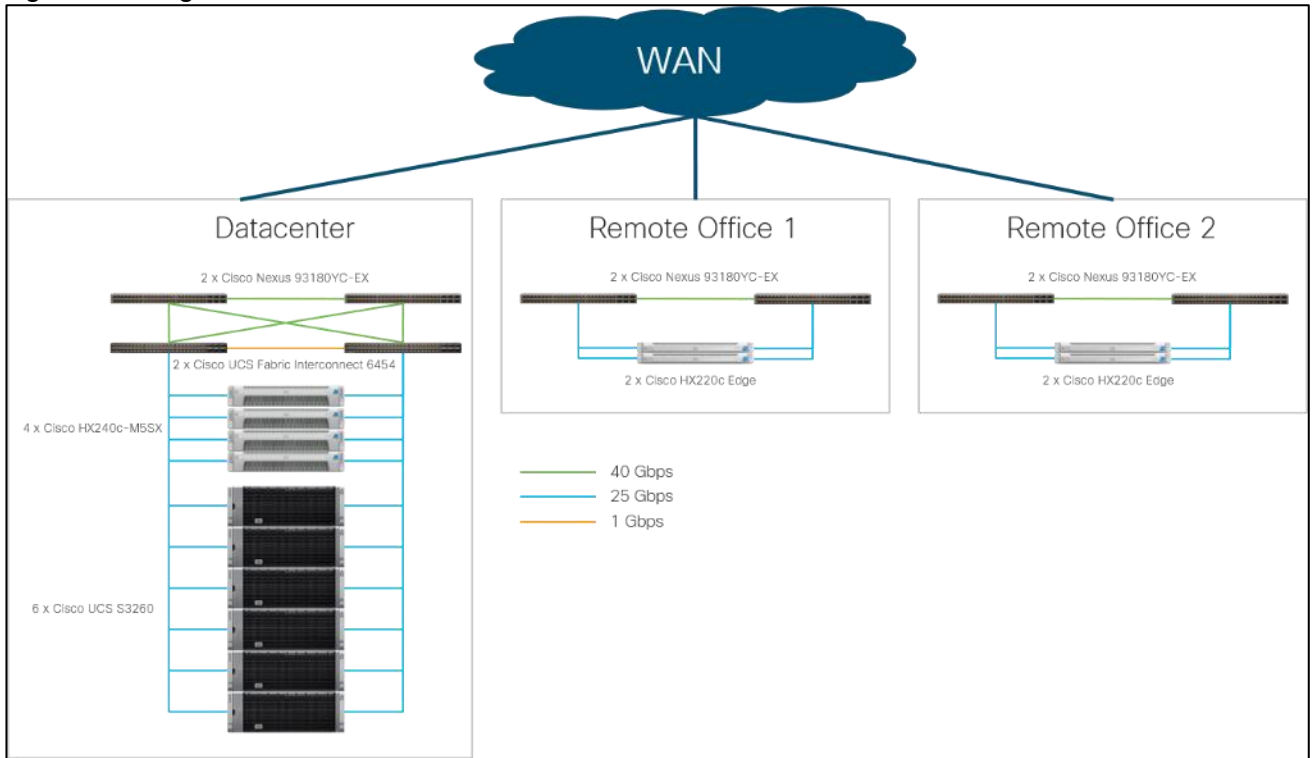 WAN
Datacenter
2 x Cisco Nexus 93180YC-EX
2 x Cisco UCS Fabric Interconnect 6454
4 x Cisco HX240c-M5SX
6 x Cisco UCS S3260
Remote Office 1
2 x Cisco Nexus 93180YC-EX
2 x Cisco HX220c Edge
Remote Office 2
2 x Cisco Nexus 93180YC-EX
2 x Cisco HX220c Edge
40 Gbps
25 Gbps
1 Gbps